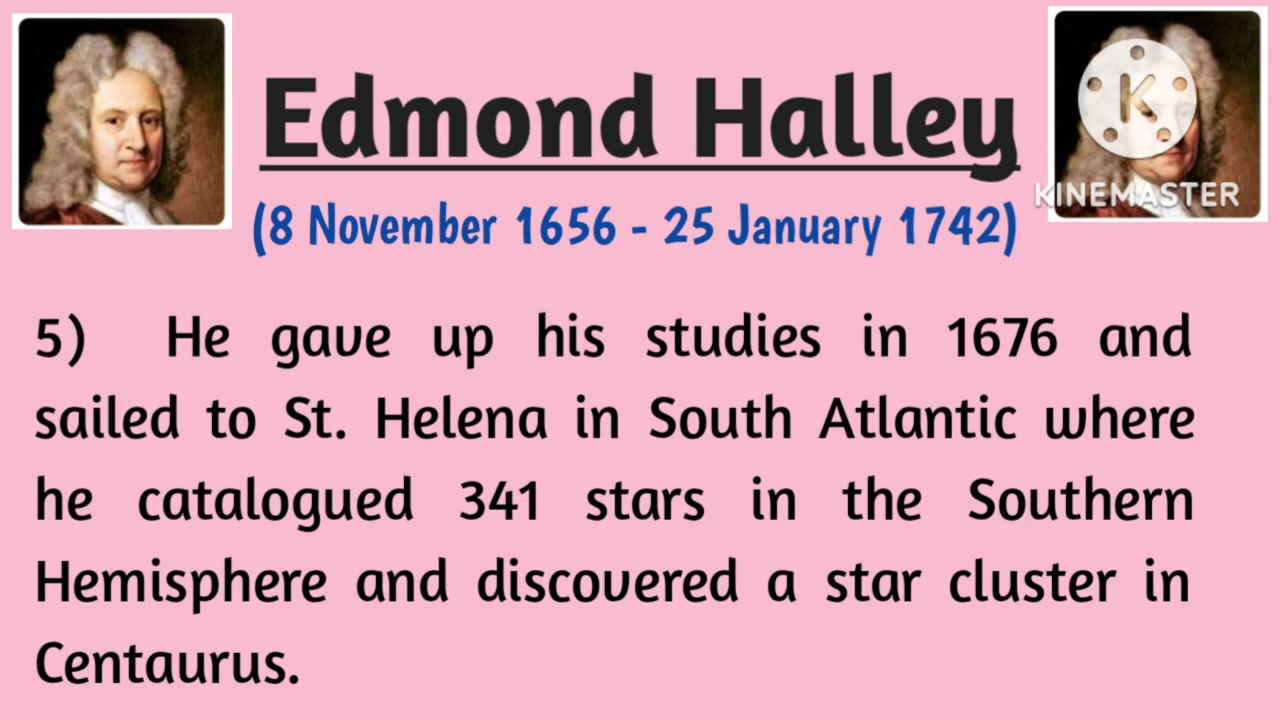 Edmond Halley
K
KINEMASTER
(8 November 1656 - 25 January 1742)
5) He gave up his studies in 1676 and
sailed to St. Helena in South Atlantic where
he catalogued 341 stars in the Southern
Hemisphere and discovered a star cluster in
Centaurus.